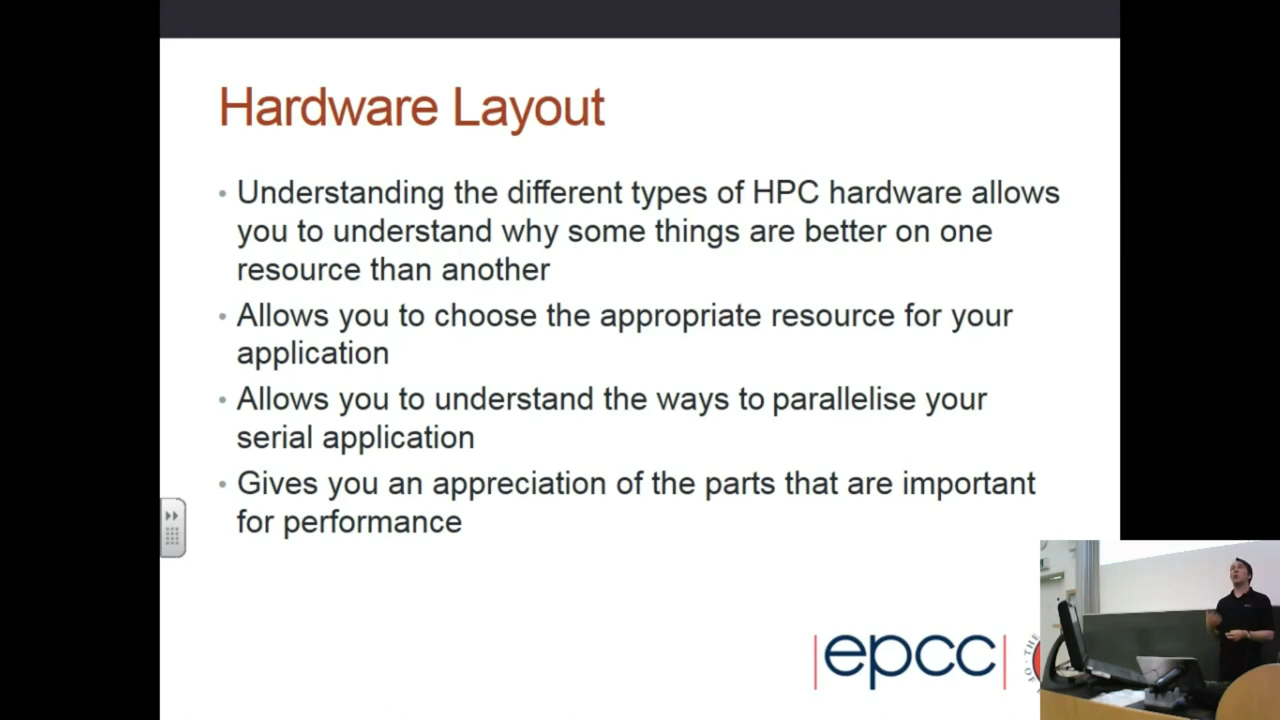 Hardware Layout
• Understanding the different types of HPC hardware allows
you to understand why some things are better on one
resource than another
• Allows you to choose the appropriate resource for your
application
• Allows you to understand the ways to parallelise your
serial application
• Gives you an appreciation of the parts that are important
for performance
|epcc|
THE